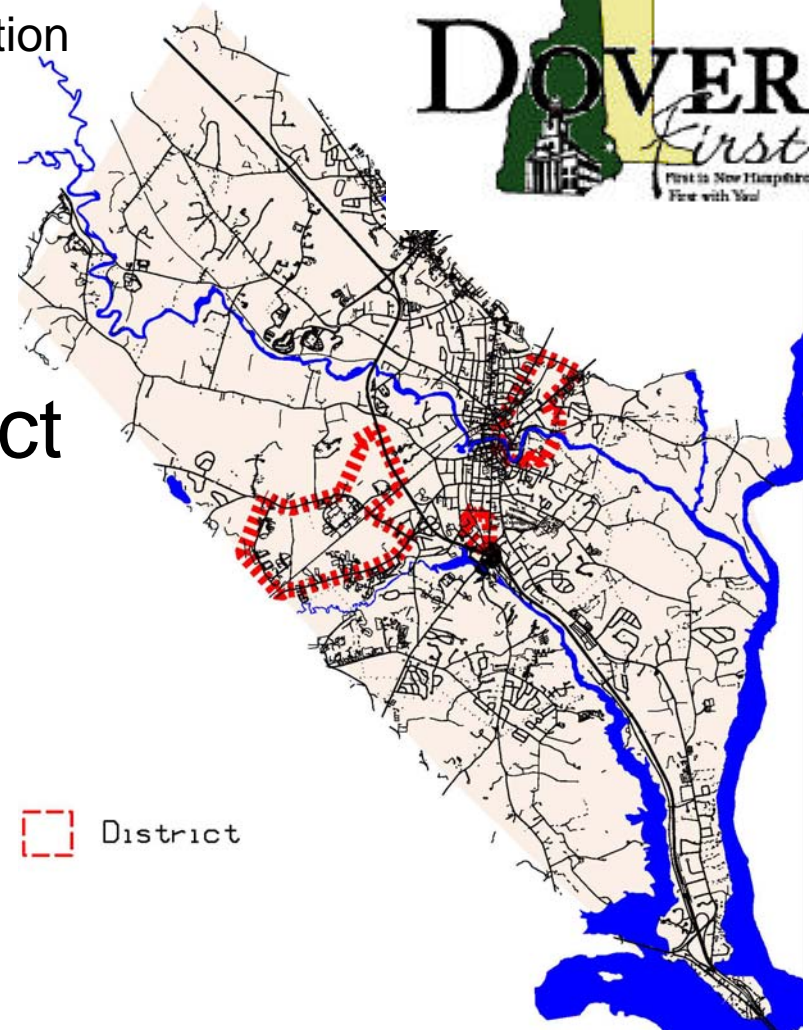 tion
DOVER
First
First in New Hampshire
First with You!
ct
District